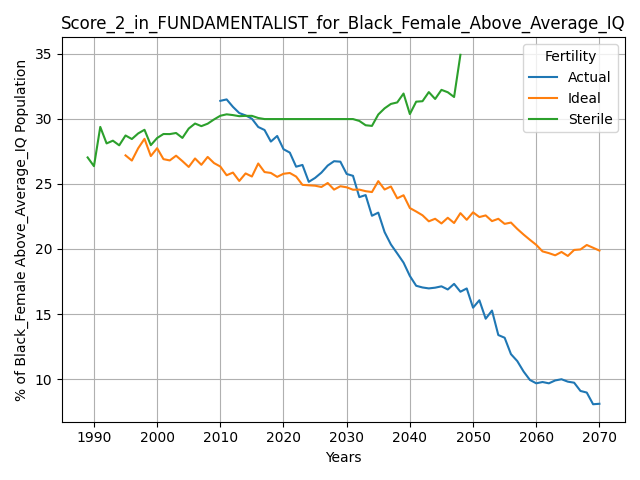 Score_2_in_FUNDAMENTALIST_for_Black_Female_Above_Average_IQ
% of Black_Female Above_Average_IQ Population
35
30
25
20
15
10
Fertility
Actual
Ideal
Sterile
1990 2000 2010 2020 2030 2040 2050 2060 2070
Years